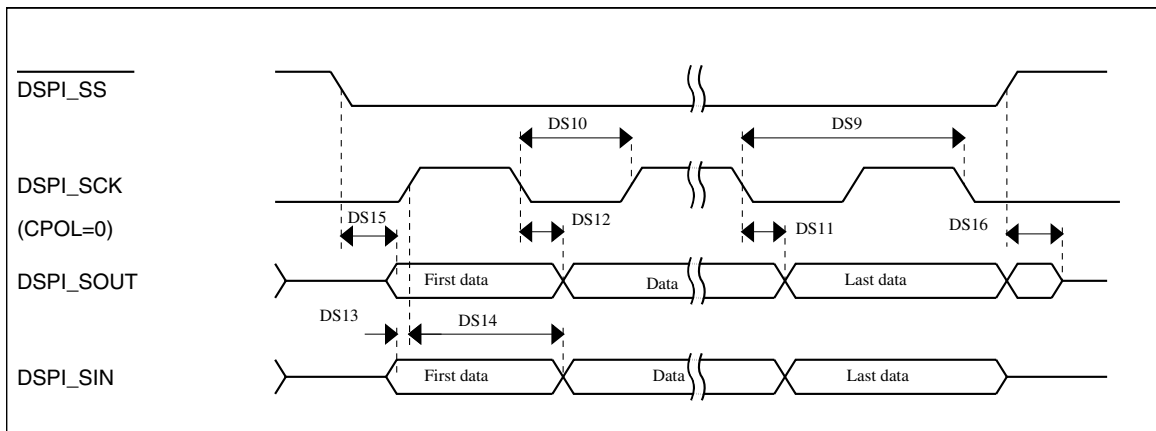 DSPI_SS
DS10
DS9
DSPI_SCK
(CPOL=0)
DS15
DS12
DS11
DS16
DSPI_SOUT
First data
Data
Last data
DS13
DS14
DSPI_SIN
First data
Data
Last data